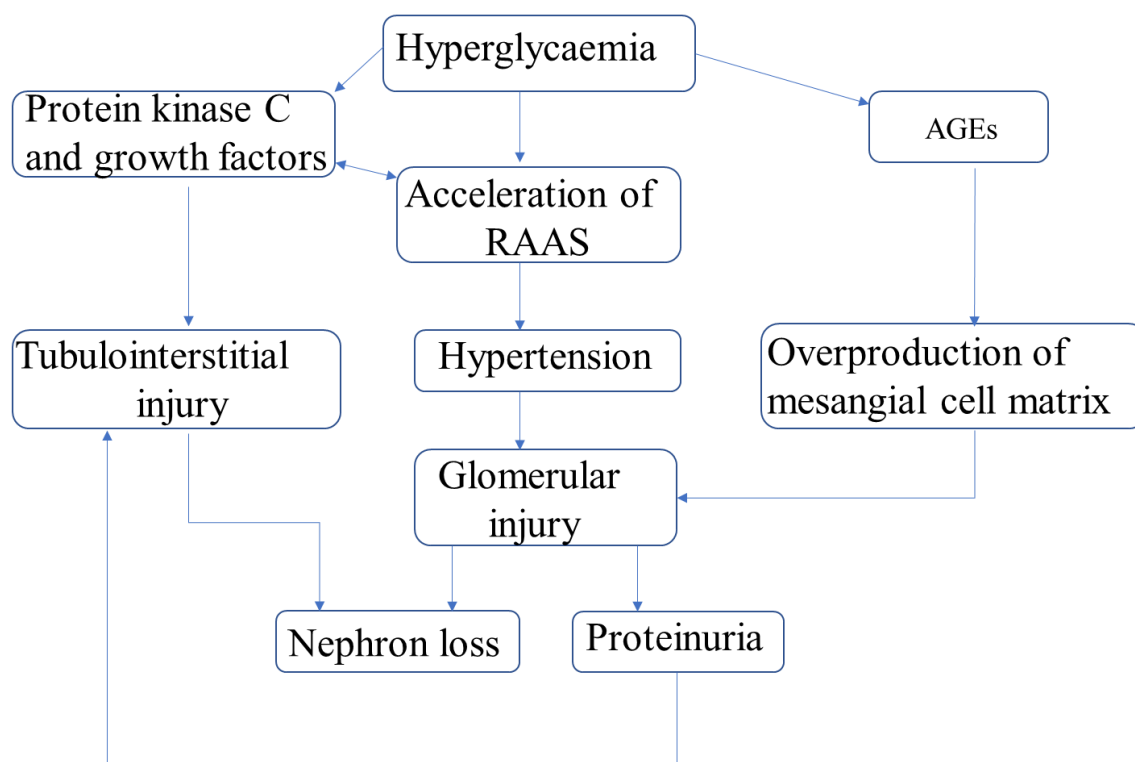 Hyperglycaemia
Protein kinase C
and growth factors
AGEs
Acceleration of
RAAS
Tubulointerstitial
injury
Hypertension
Overproduction of
mesangial cell matrix
Glomerular
injury
Nephron loss
Proteinuria